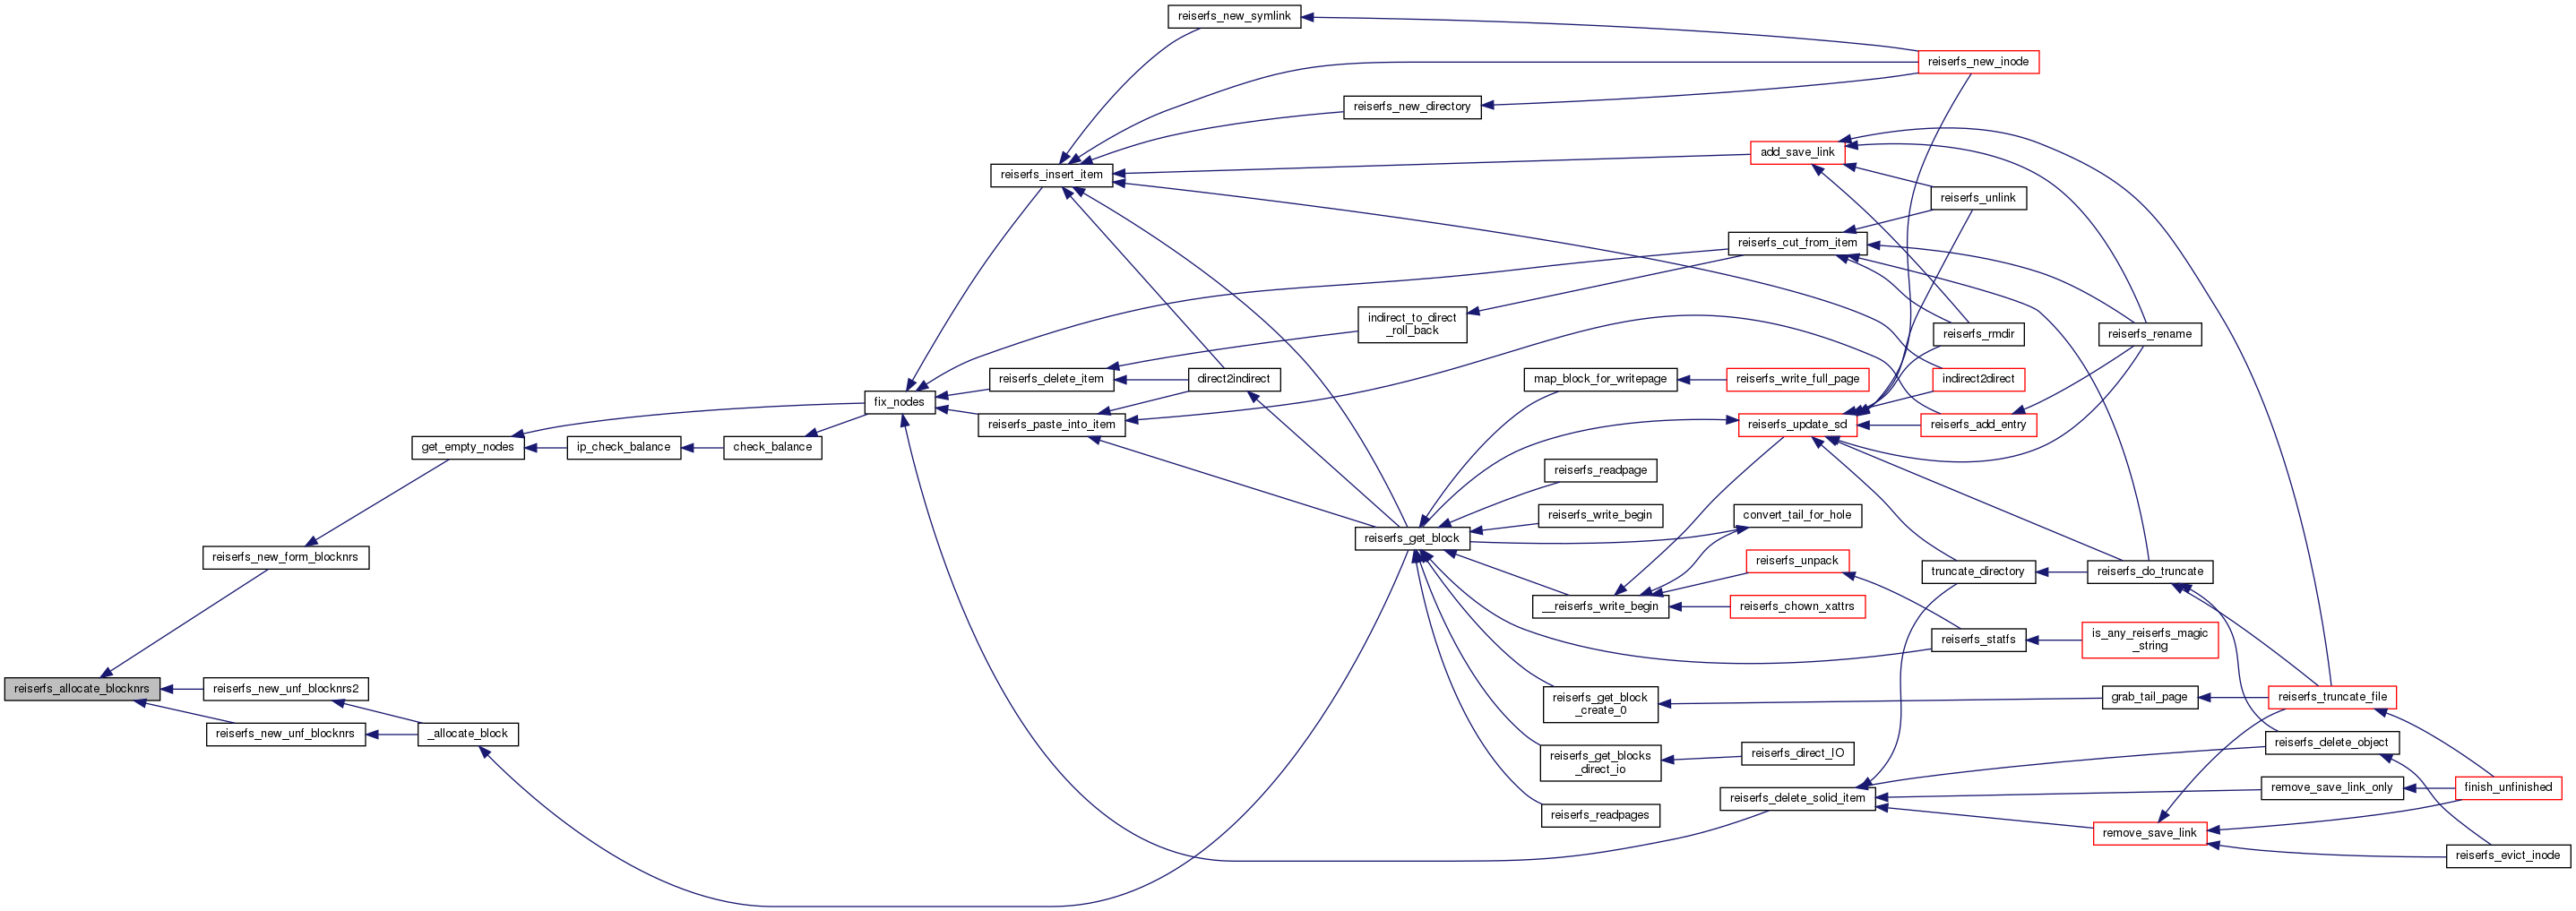 reiserfs_new_symlink
reiserfs_new_inode
reiserfs_new_directory
add_save_link
reiserfs_insert_item
reiserfs_unlink
reiserfs_cut_from_item
indirect_to_direct
_roll_back
reiserfs_rmdir
reiserfs_rename
reiserfs_delete_item
direct2indirect
map_block_for_writepage
reiserfs_write_full_page
indirect2direct
fix_nodes
reiserfs_paste_into_item
reiserfs_update_sd
reiserfs_add_entry
get_empty_nodes
ip_check_balance
check_balance
reiserfs_readpage
reiserfs_write_begin
convert_tail_for_hole
reiserfs_get_block
reiserfs_new_form_blocknrs
reiserfs_unpack
truncate_directory
reiserfs_do_truncate
__reiserfs_write_begin
reiserfs_chown_xattrs
reiserfs_statfs
is_any_reiserfs_magic
_string
reiserfs_allocate_blocknrs
reiserfs_new_unf_blocknrs2
reiserfs_get_block
_create_0
grab_tail_page
reiserfs_truncate_file
reiserfs_new_unf_blocknrs
_allocate_block
reiserfs_delete_object
reiserfs_get_blocks
_direct_io
reiserfs_direct_IO
remove_save_link_only
finish_unfinished
reiserfs_delete_solid_item
reiserfs_readpages
remove_save_link
reiserfs_evict_inode